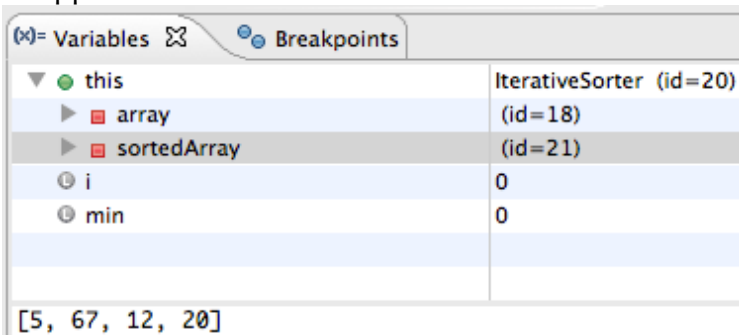 (x)= Variables Breakpoints
this IterativeSorter (id=20)
array (id=18)
sortedArray (id=21)
L i 0
L min 0
[5, 67, 12, 20]